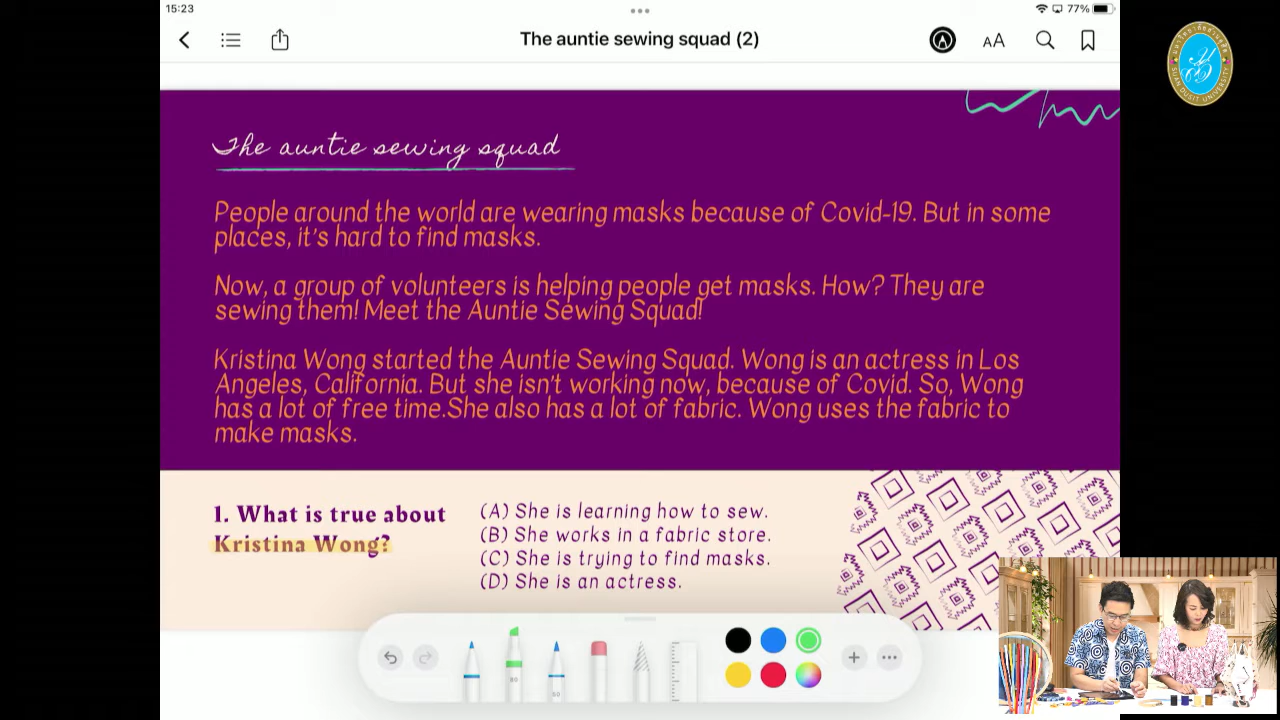 15:23
77%
The auntie sewing squad (2)
AA
The auntie sewing squad
People around the world are wearing masks because of Covid-19. But in some
places, it's hard to find masks.
Now, a group of volunteers is helping people get masks. How? They are
sewing them! Meet the Auntie Sewing Squad!
Kristina Wong started the Auntie Sewing Squad. Wong is an actress in Los
Angeles, California. But she isn't working now, because of Covid. So, Wong
has a lot of free time.She also has a lot of fabric. Wong uses the fabric to
make masks.
1. What is true about
Kristina Wong?
(A) She is learning how to sew.
(B) She works in a fabric store.
(C) She is trying to find masks.
(D) She is an actress.
SUAN DUSIT UNIVERSITY